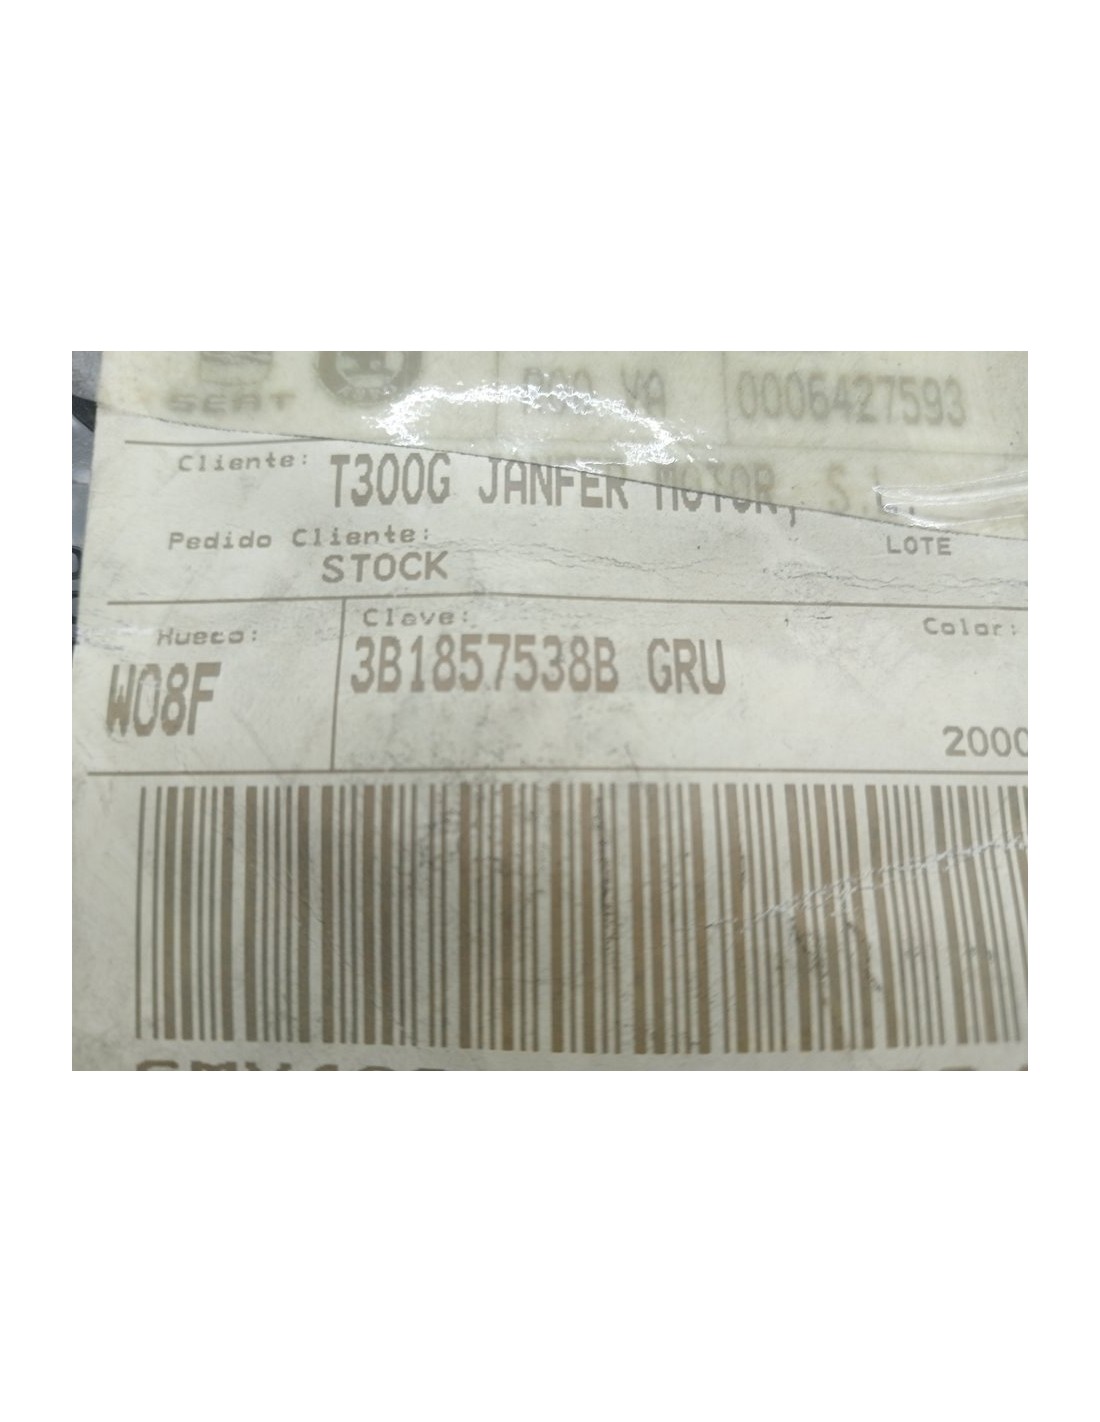 SEAT
0006427593
Cliente: T300G JANFER MOTOR, S.L.
Pedido Cliente:
LOTE
STOCK
Hueco:
Clave:
Color:
W08F
3B1857538B GRU
2000